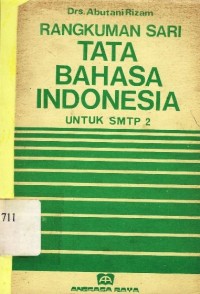 Drs. Abutani Rizam
RANGKUMAN SARI
TATA
BAHASA
INDONESIA
UNTUK SMTP 2
711
ANGKASA RAYA